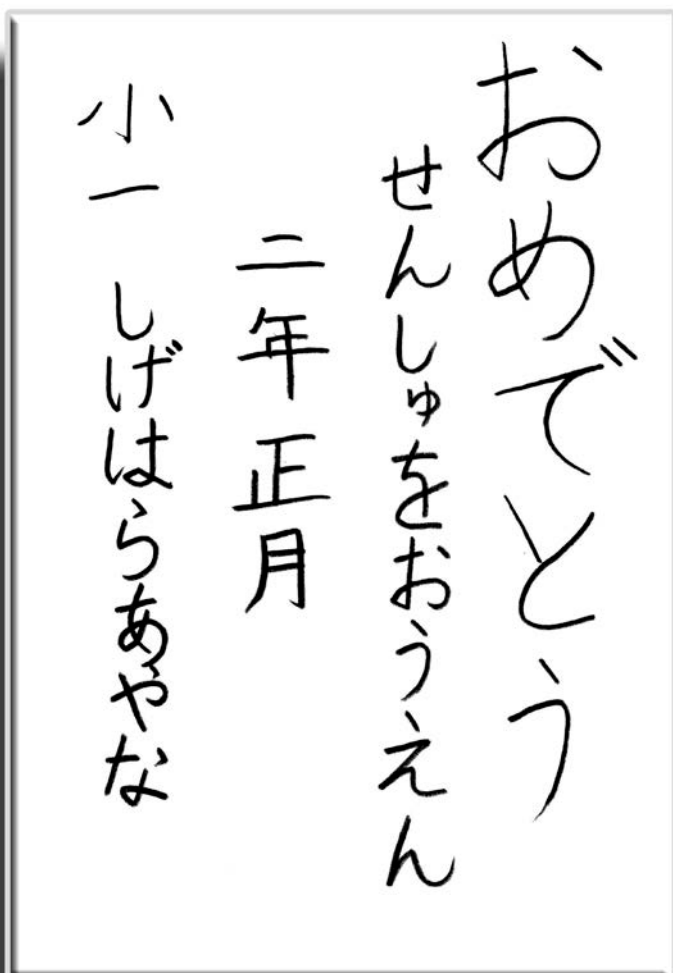 おめでとう
せんしゅをおうえん
二年正月
小一 しげはらあやな